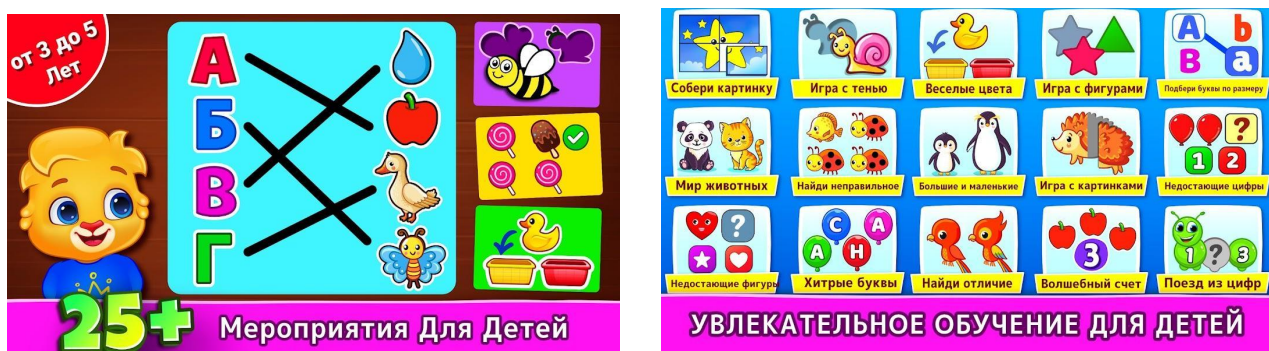 от 3 до 5
Лет
А
Б
В
Г
25+
Мероприятия Для Детей
A b
B a
Собери картинку
Игра с тенью
Веселые цвета
Игра с фигурами
Подбери буквы по размеру
? 
1 2
Мир животных
Найди неправильное
Большие и маленькие
Игра с картинками
Недостающие цифры
?
С А
А Н
3
1 ? 3
Недостающие фигуры
Хитрые буквы
Найди отличие
Волшебный счет
Поезд из цифр
УВЛЕКАТЕЛЬНОЕ ОБУЧЕНИЕ ДЛЯ ДЕТЕЙ